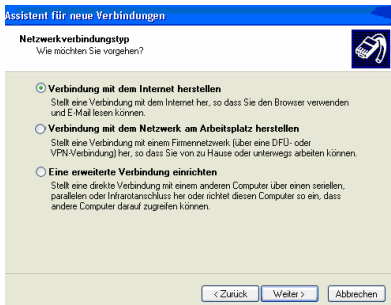 Assistent für neue Verbindungen
Netzwerkverbindungstyp
Wie möchten Sie vorgehen?
Verbindung mit dem Internet herstellen
Stellt eine Verbindung mit dem Internet her, so dass Sie den Browser verwenden
und E-Mail lesen können.
Verbindung mit dem Netzwerk am Arbeitsplatz herstellen
Stellt eine Verbindung mit einem Firmennetzwerk (über eine DFÜ- oder
VPN-Verbindung) her, so dass Sie von zu Hause oder unterwegs arbeiten können.
Eine erweiterte Verbindung einrichten
Stellt eine direkte Verbindung mit einem anderen Computer über einen seriellen,
parallelen oder Infrarotanschluss her oder richtet diesen Computer so ein, dass
andere Computer darauf zugreifen können.
< Zurück Weiter > Abbrechen